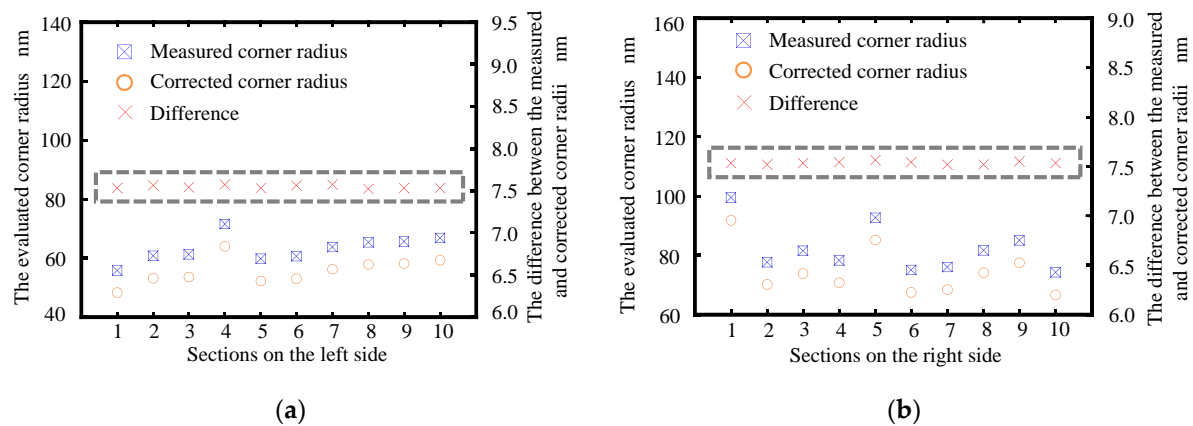 The evaluated corner radius nm
140
120
100
80
60
40
Measured corner radius
Corrected corner radius
Difference
9.5
9.0
8.5
8.0
7.5
7.0
6.5
6.0
The difference between the measured
and corrected corner radii nm
1 2 3 4 5 6 7 8 9 10
Sections on the left side
(a)
The evaluated corner radius nm
160
140
120
100
80
60
Measured corner radius
Corrected corner radius
Difference
9.0
8.5
8.0
7.5
7.0
6.5
6.0
The difference between the measured
and corrected corner radii nm
1 2 3 4 5 6 7 8 9 10
Sections on the right side
(b)